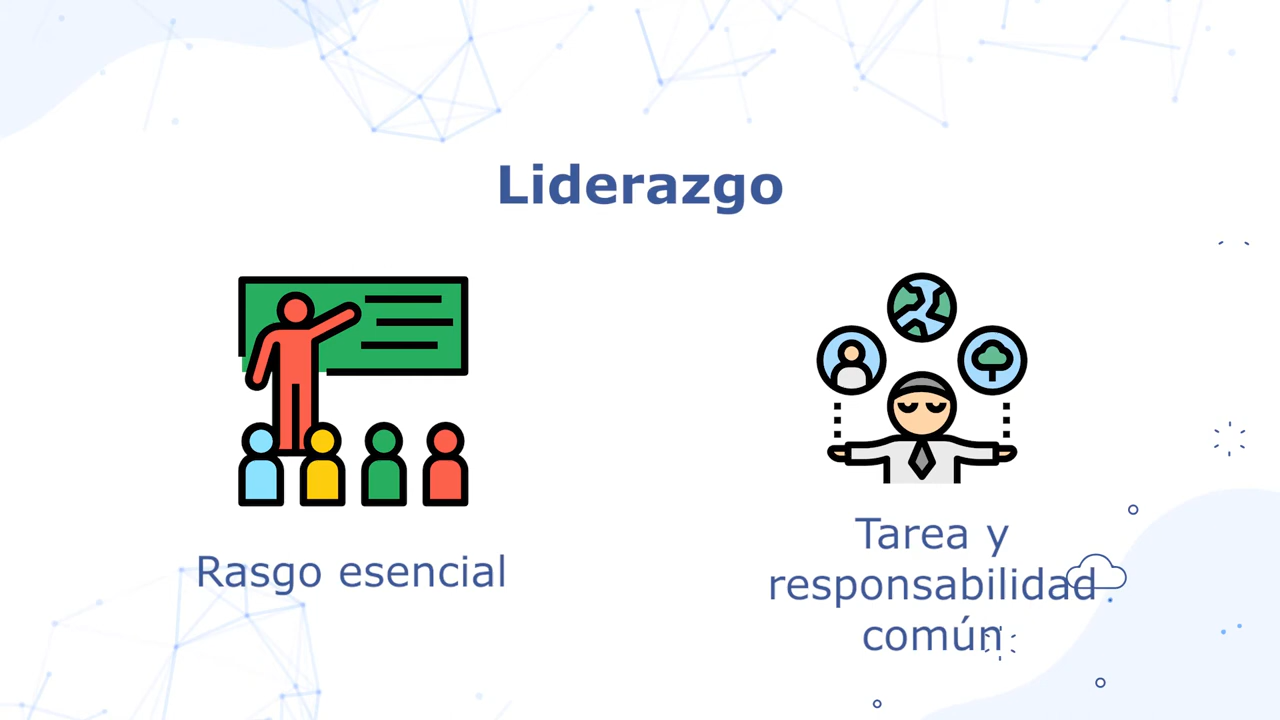 Liderazgo
Rasgo esencial
Tarea y
responsabilidad
común